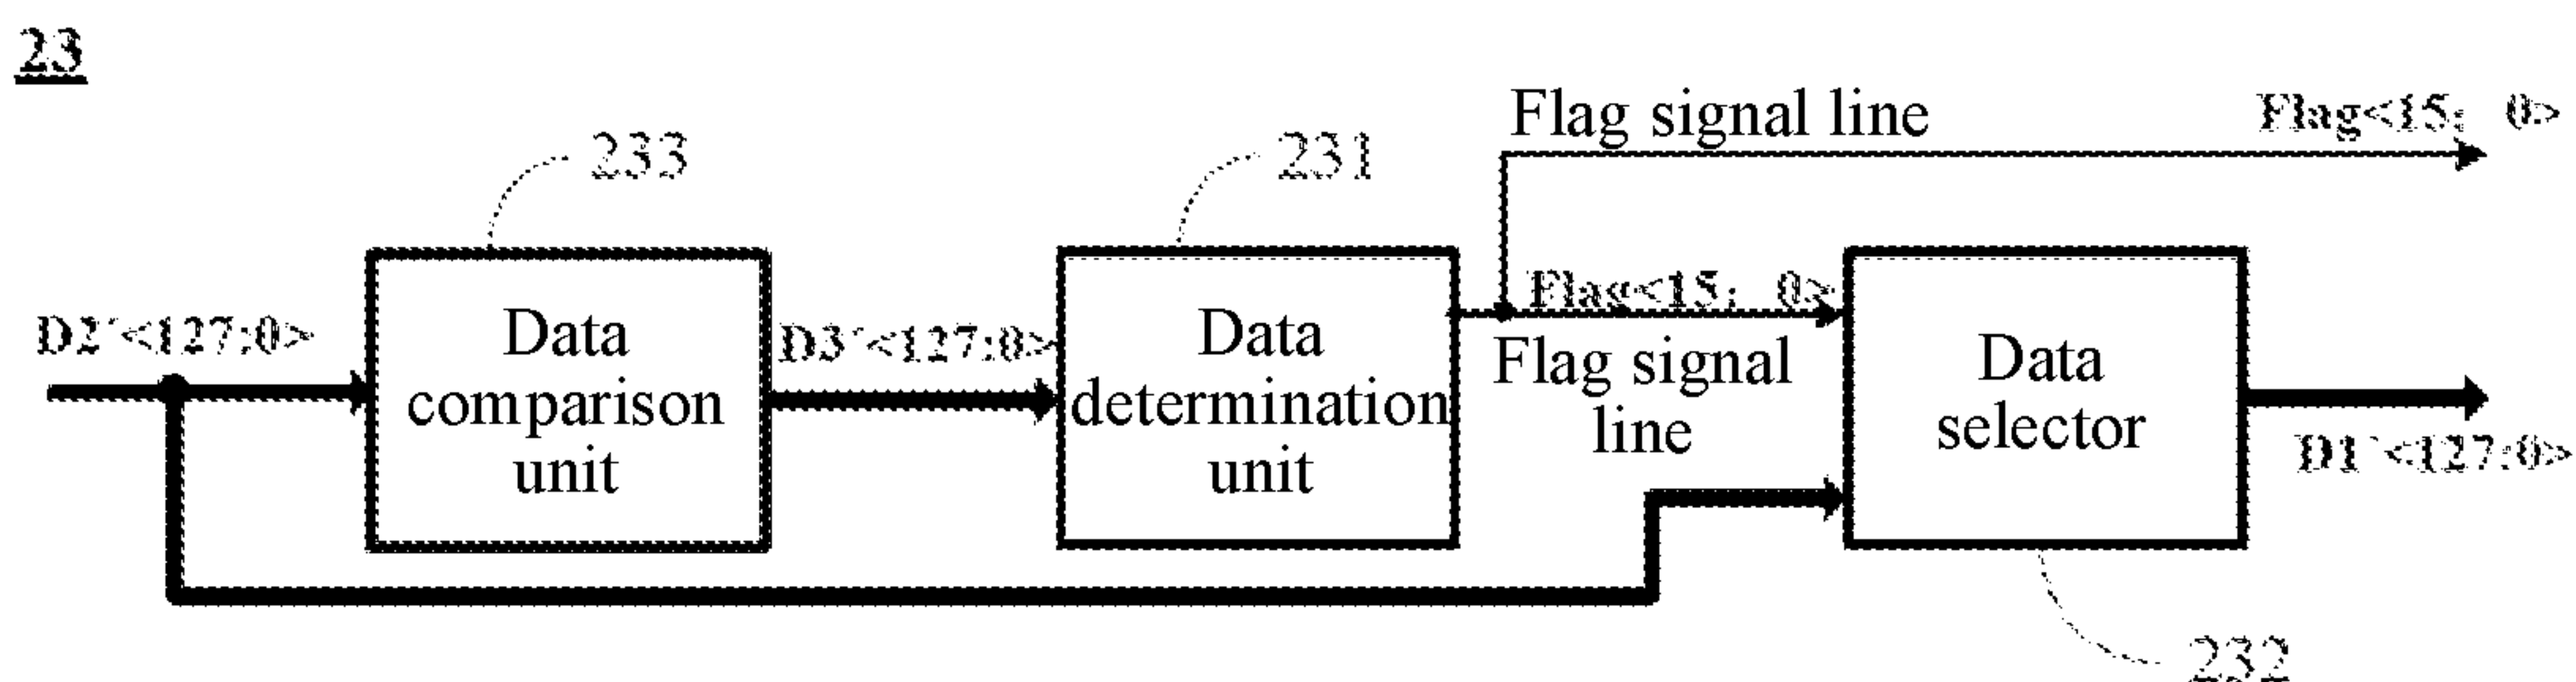 23
Flag signal line
Flag<15： 0>
233
231
D2´<127:0>
Data
comparison
unit
D3´<127:0>
Data
determination
unit
Flag<15： 0>
Flag signal
line
Data
selector
D1´<127:0>
232